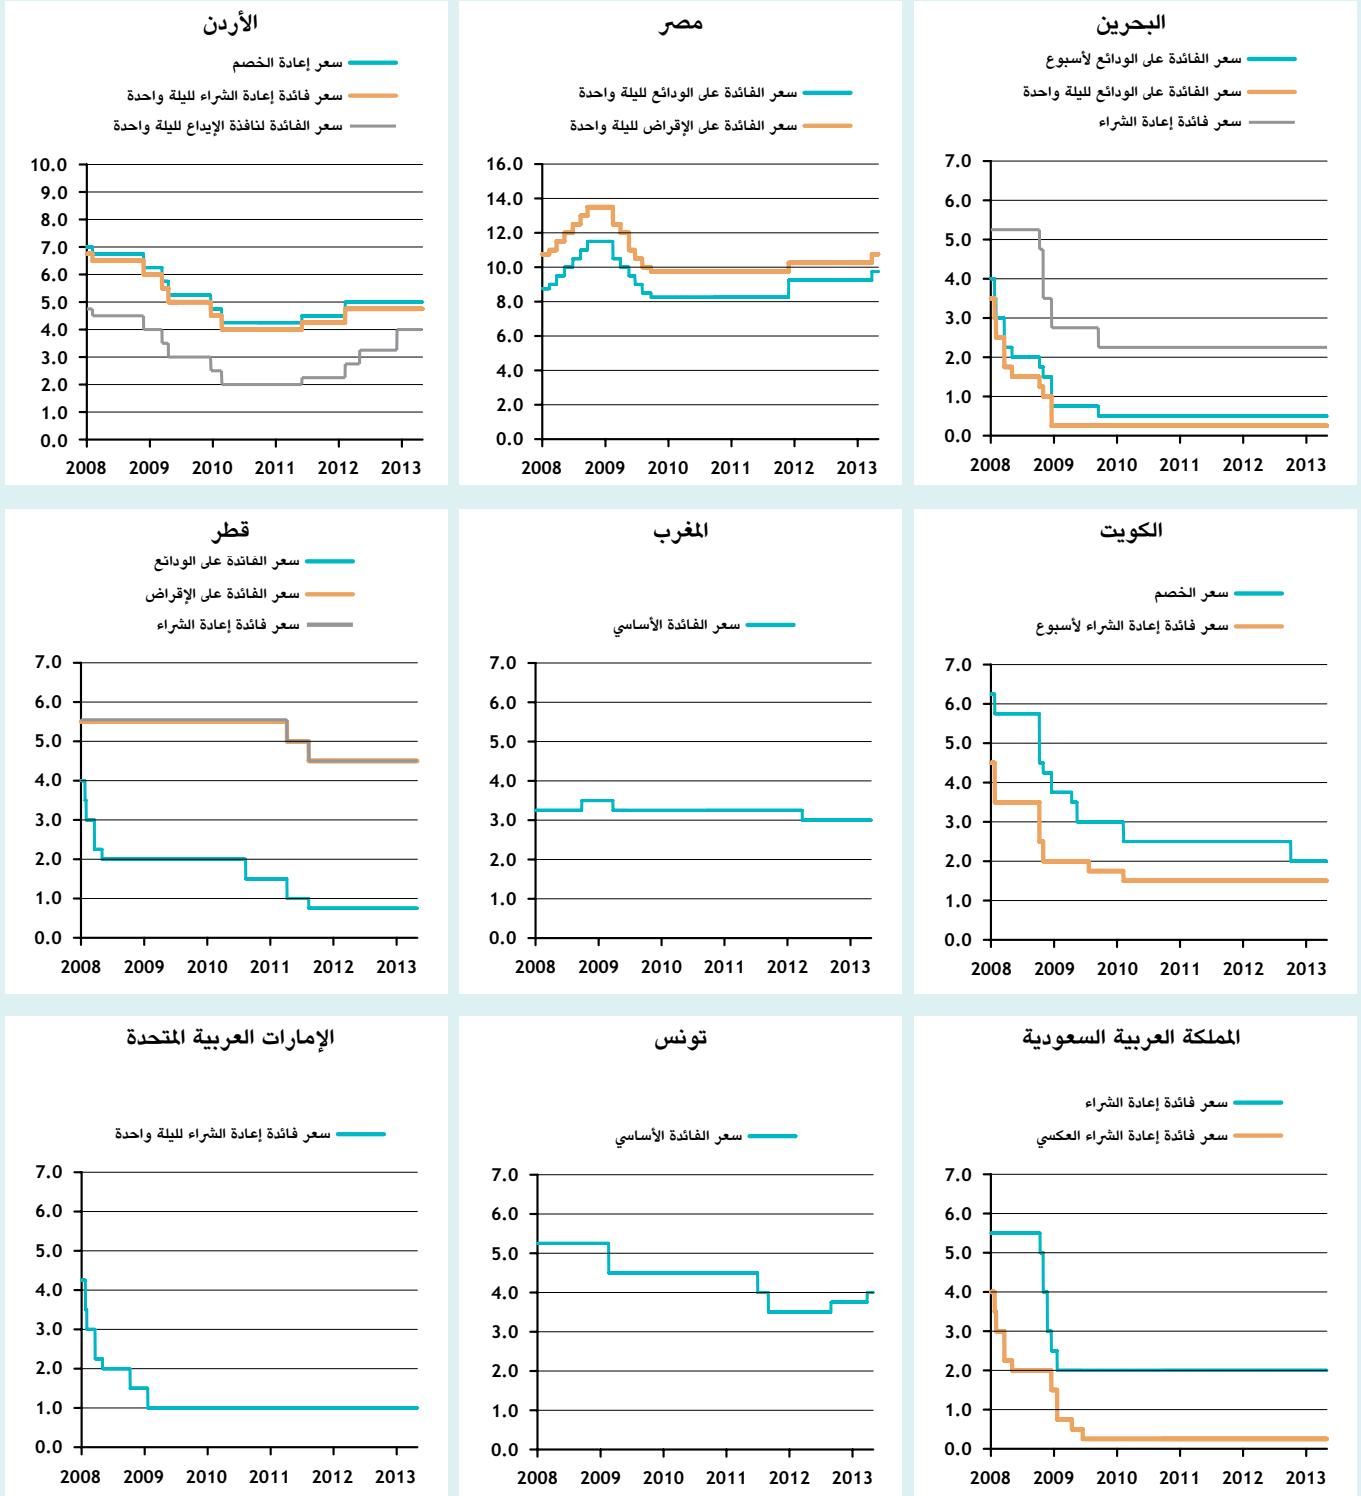 البحرين
سعر الفائدة على الودائع لأسبوع
سعر الفائدة على الودائع لليلة واحدة
سعر فائدة إعادة الشراء
7.0
6.0
5.0
4.0
3.0
2.0
1.0
0.0
2008 2009 2010 2011 2012 2013
مصر
سعر الفائدة على الودائع لليلة واحدة
سعر الفائدة على الإقراض لليلة واحدة
16.0
14.0
12.0
10.0
8.0
6.0
4.0
2.0
0.0
2008 2009 2010 2011 2012 2013
الأردن
سعر إعادة الخصم
سعر فائدة إعادة الشراء لليلة واحدة
سعر الفائدة لنافذة الإيداع لليلة واحدة
10.0
9.0
8.0
7.0
6.0
5.0
4.0
3.0
2.0
1.0
0.0
2008 2009 2010 2011 2012 2013
الكويت
سعر الخصم
سعر فائدة إعادة الشراء لأسبوع
7.0
6.0
5.0
4.0
3.0
2.0
1.0
0.0
2008 2009 2010 2011 2012 2013
المغرب
سعر الفائدة الأساسي
7.0
6.0
5.0
4.0
3.0
2.0
1.0
0.0
2008 2009 2010 2011 2012 2013
قطر
سعر الفائدة على الودائع
سعر الفائدة على الإقراض
سعر فائدة إعادة الشراء
7.0
6.0
5.0
4.0
3.0
2.0
1.0
0.0
2008 2009 2010 2011 2012 2013
المملكة العربية السعودية
سعر فائدة إعادة الشراء
سعر فائدة إعادة الشراء العكسي
7.0
6.0
5.0
4.0
3.0
2.0
1.0
0.0
2008 2009 2010 2011 2012 2013
تونس
سعر الفائدة الأساسي
7.0
6.0
5.0
4.0
3.0
2.0
1.0
0.0
2008 2009 2010 2011 2012 2013
الإمارات العربية المتحدة
سعر فائدة إعادة الشراء لليلة واحدة
7.0
6.0
5.0
4.0
3.0
2.0
1.0
0.0
2008 2009 2010 2011 2012 2013